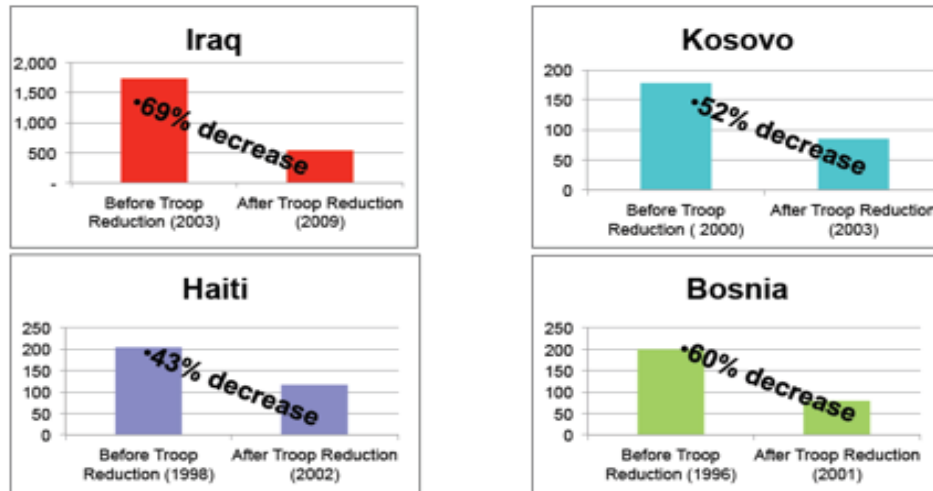 Iraq
2,000
1,500
1,000
500
-
•69% decrease
Before Troop
Reduction (2003)
After Troop Reduction
(2009)
Kosovo
200
150
100
50
0
•52% decrease
Before Troop
Reduction ( 2000)
After Troop Reduction
(2003)
Haiti
250
200
150
100
50
0
•43% decrease
Before Troop
Reduction (1998)
After Troop Reduction
(2002)
Bosnia
250
200
150
100
50
0
•60% decrease
Before Troop
Reduction (1996)
After Troop Reduction
(2001)